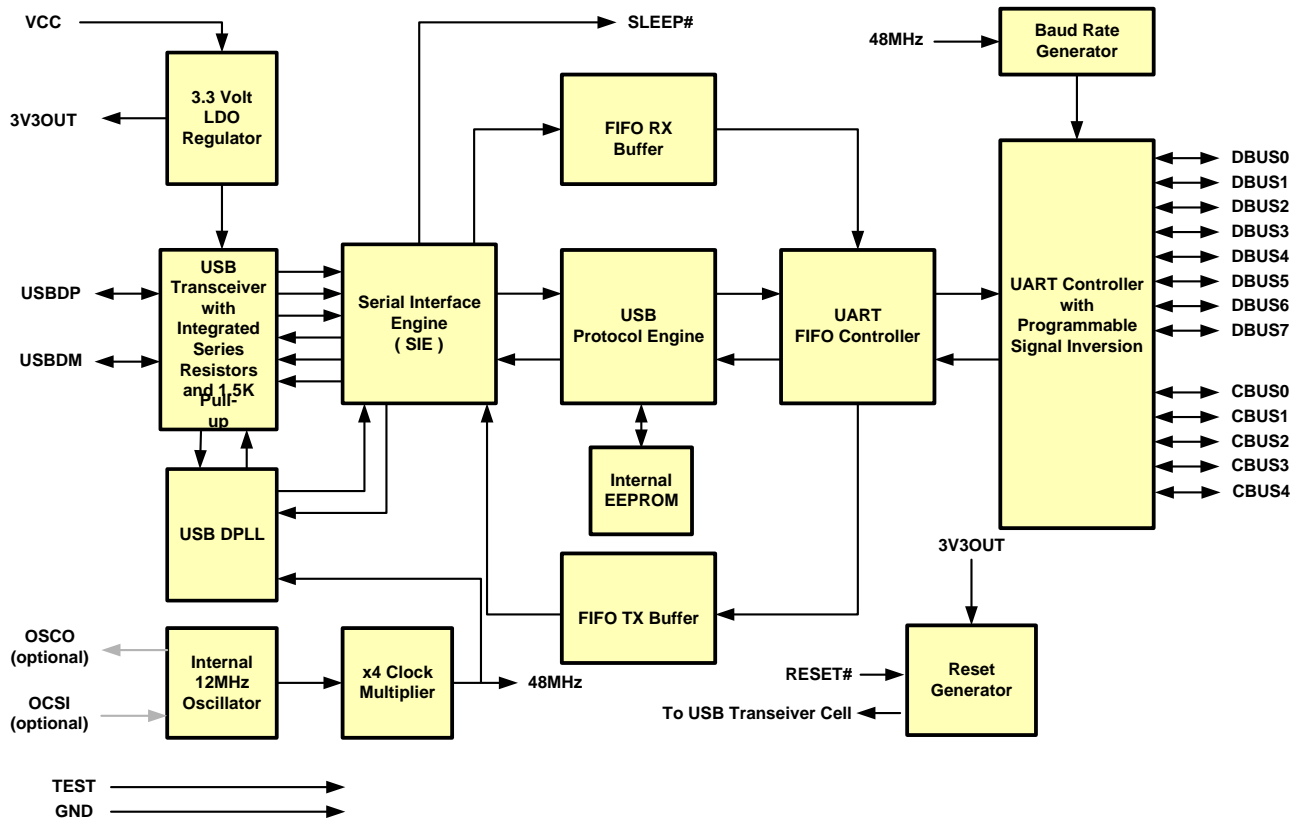 VCC
SLEEP#
48MHz
Baud Rate
Generator
3.3 Volt
LDO
Regulator
3V3OUT
FIFO RX
Buffer
DBUS0
DBUS1
DBUS2
DBUS3
DBUS4
DBUS5
DBUS6
DBUS7
USB
Transceiver
with
Integrated
Series
Resistors
and 1.5K
Pull-
up
USBDP
USBDM
Serial Interface
Engine
( SIE )
USB
Protocol Engine
UART
FIFO Controller
UART Controller
with
Programmable
Signal Inversion
CBUS0
CBUS1
CBUS2
CBUS3
CBUS4
Internal
EEPROM
USB DPLL
3V3OUT
FIFO TX Buffer
OSCO
(optional)
OCSI
(optional)
Internal
12MHz
Oscillator
x4 Clock
Multiplier
48MHz
RESET#
Reset
Generator
To USB Transeiver Cell
TEST
GND